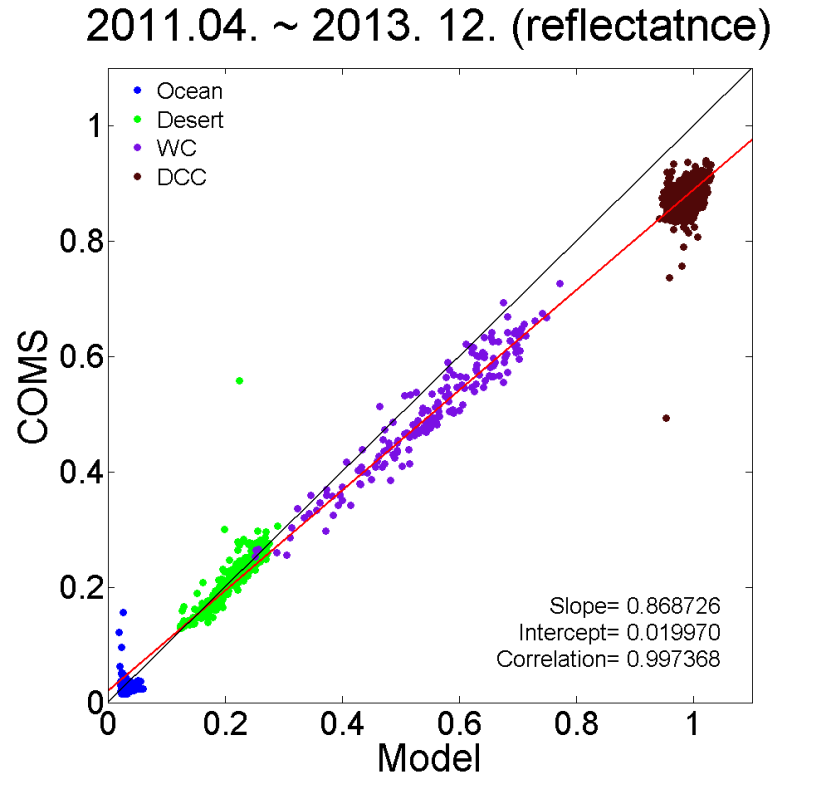 2011.04. ~ 2013. 12. (reflectatnce)
Ocean
Desert
WC
DCC
1
0.8
0.6
0.4
0.2
0
COMS
Slope= 0.868726
Intercept= 0.019970
Correlation= 0.997368
0 0.2 0.4 0.6 0.8 1
Model